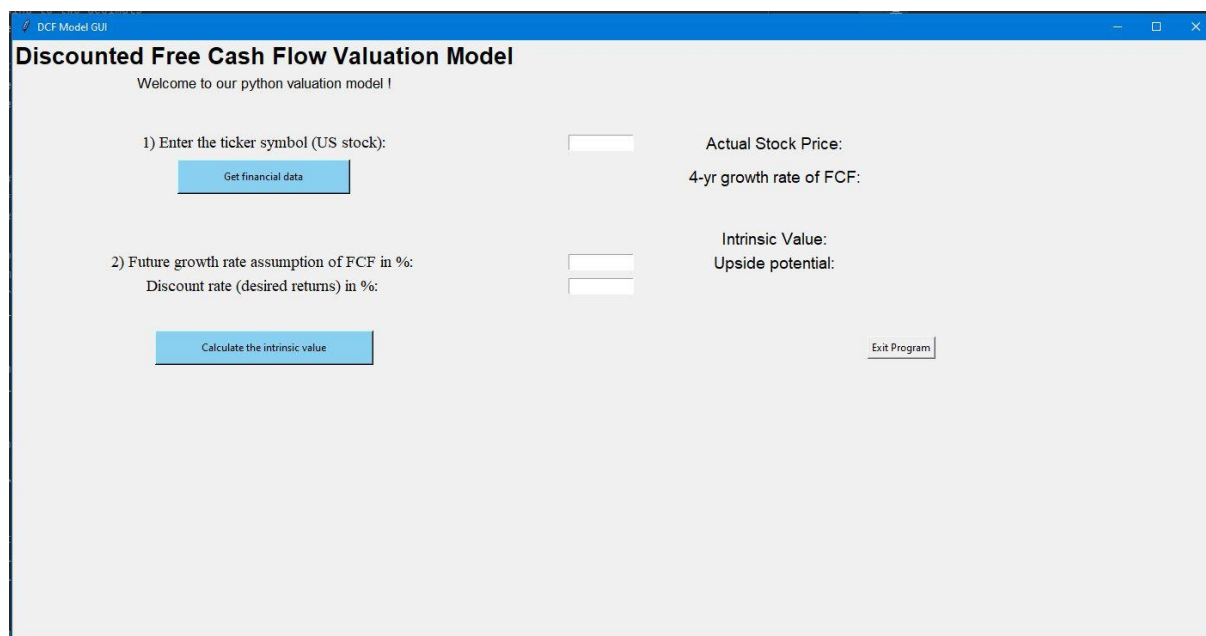 DCF Model GUI
Discounted Free Cash Flow Valuation Model
Welcome to our python valuation model !
1) Enter the ticker symbol (US stock):
Actual Stock Price:
Get financial data
4-yr growth rate of FCF:
Intrinsic Value:
2) Future growth rate assumption of FCF in %:
Upside potential:
Discount rate (desired returns) in %:
Calculate the intrinsic value
Exit Program